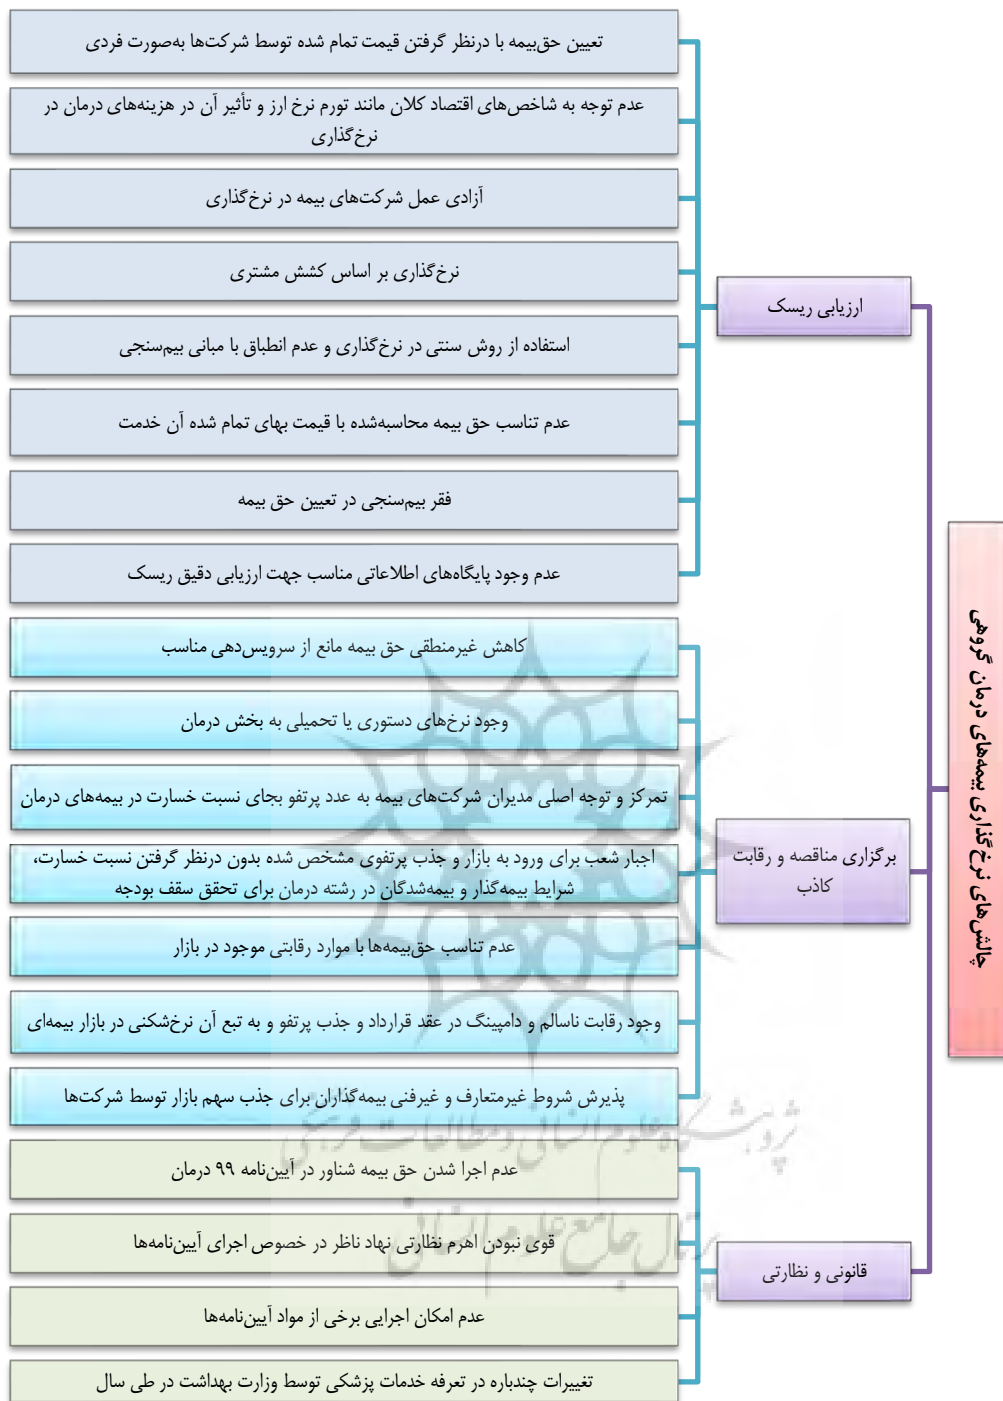 چالش‌های نرخ‌گذاری بیمه‌های درمان گروهی
ارزیابی ریسک
تعیین حق‌بیمه با درنظر گرفتن قیمت تمام شده توسط شرکت‌ها به‌صورت فردی
عدم توجه به شاخص‌های اقتصاد کلان مانند تورم نرخ ارز و تأثیر آن در هزینه‌های درمان در
نرخ‌گذاری
آزادی عمل شرکت‌های بیمه در نرخ‌گذاری
نرخ‌گذاری بر اساس کشش مشتری
استفاده از روش سنتی در نرخ‌گذاری و عدم انطباق با مبانی بیم‌سنجی
عدم تناسب حق بیمه محاسبه‌شده با قیمت بهای تمام شده آن خدمت
فقر بیم‌سنجی در تعیین حق بیمه
عدم وجود پایگاه‌های اطلاعاتی مناسب جهت ارزیابی دقیق ریسک
برگزاری مناقصه و رقابت
کاذب
کاهش غیرمنطقی حق بیمه مانع از سرویس‌دهی مناسب
وجود نرخ‌های دستوری یا تحمیلی به بخش درمان
تمرکز و توجه اصلی مدیران شرکت‌های بیمه به عدد پرتفو بجای نسبت خسارت در بیمه‌های درمان
اجبار شعب برای ورود به بازار و جذب پرتفوی مشخص شده بدون درنظر گرفتن نسبت خسارت،
شرایط بیمه‌گذار و بیمه‌شدگان در رشته درمان برای تحقق سقف بودجه
عدم تناسب حق‌بیمه‌ها با موارد رقابتی موجود در بازار
وجود رقابت ناسالم و دامپینگ در عقد قرارداد و جذب پرتفو و به تبع آن نرخ‌شکنی در بازار بیمه‌ای
پذیرش شروط غیرمتعارف و غیرفنی بیمه‌گذاران برای جذب سهم بازار توسط شرکت‌ها
قانونی و نظارتی
عدم اجرا شدن حق بیمه شناور در آیین‌نامه ۹۹ درمان
قوی نبودن اهرم نظارتی نهاد ناظر در خصوص اجرای آیین‌نامه‌ها
عدم امکان اجرایی برخی از مواد آیین‌نامه‌ها
تغییرات چندباره در تعرفه خدمات پزشکی توسط وزارت بهداشت در طی سال
پژوهشگاه علوم انسانی و مطالعات فرهنگی
پرتال جامع علوم انسانی